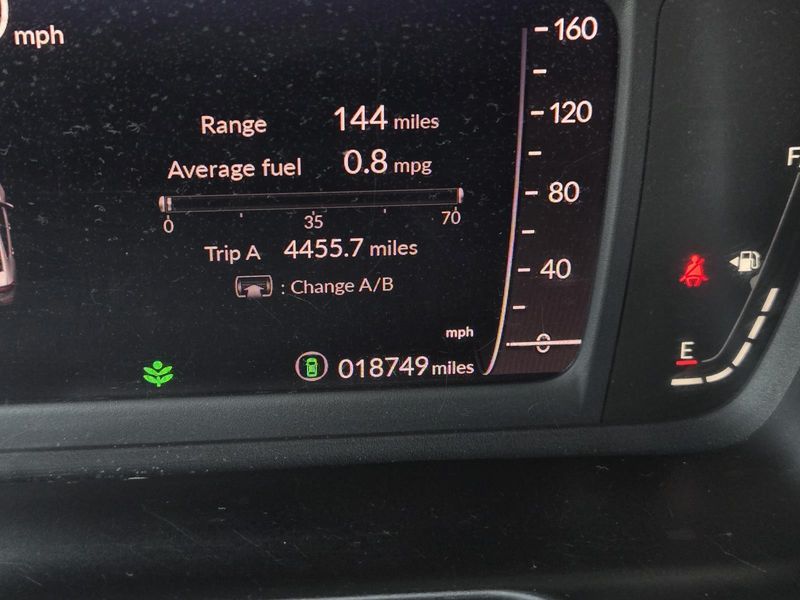 mph
160
Range 144 miles
120
Average fuel 0.8 mpg
80
0 35 70
Trip A 4455.7 miles
40
: Change A/B
mph
0
018749 miles
F
E